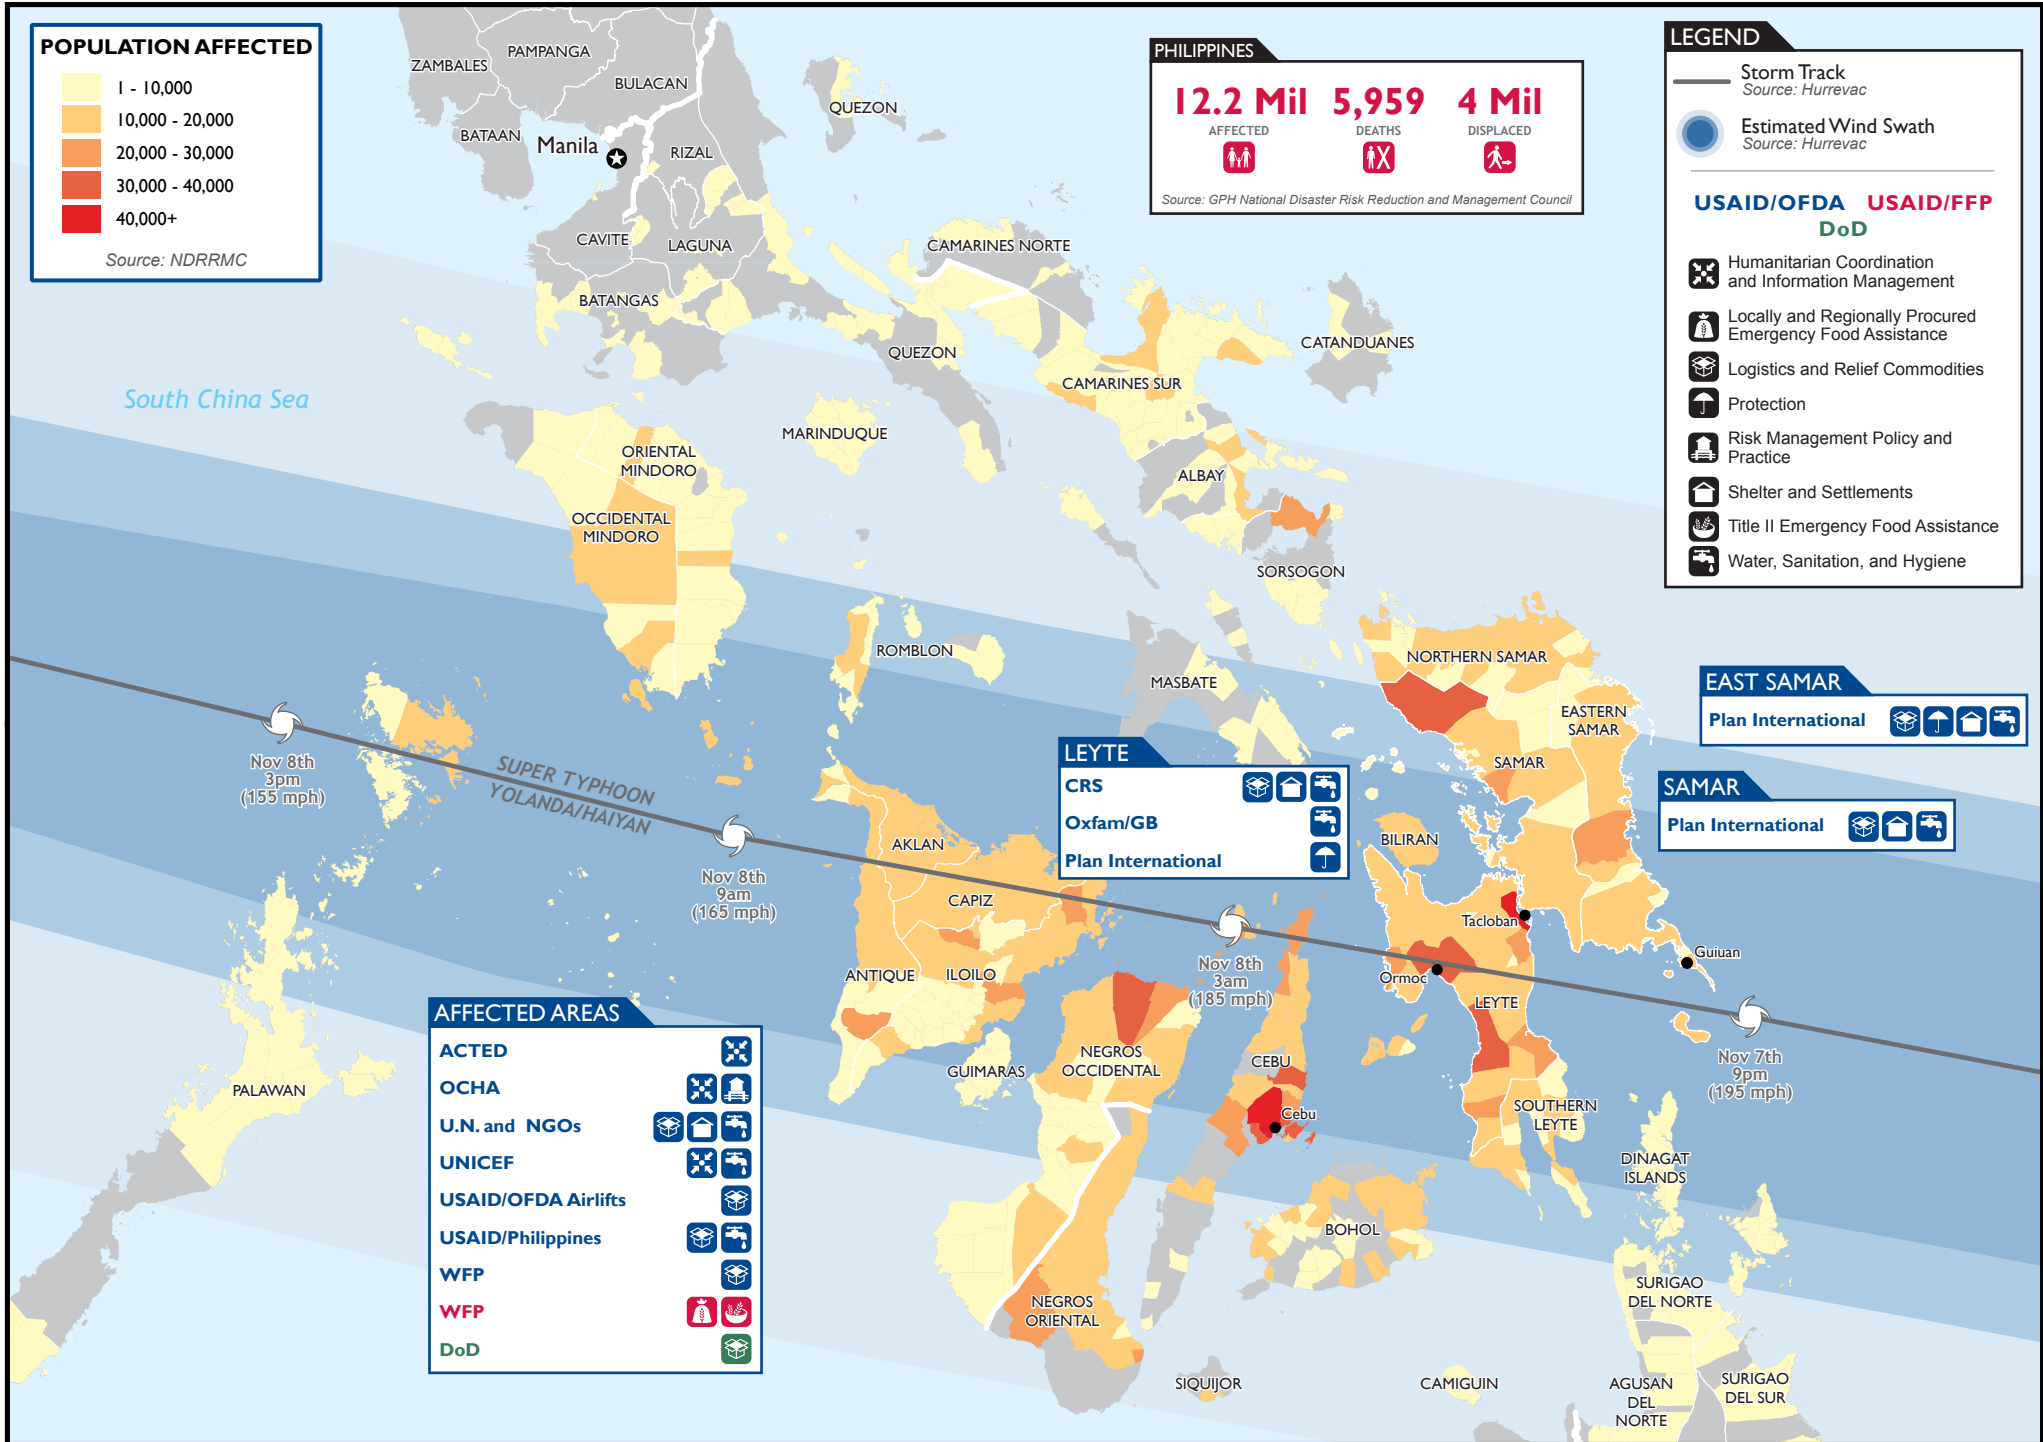 POPULATION AFFECTED
1 - 10,000
10,000 - 20,000
20,000 - 30,000
30,000 - 40,000
40,000+
Source: NDRRMC
PHILIPPINES
12.2 Mil 5,959 4 Mil
AFFECTED DEATHS DISPLACED
Source: GPH National Disaster Risk Reduction and Management Council
LEGEND
Storm Track
Source: Hurrevac
Estimated Wind Swath
Source: Hurrevac
USAID/OFDA USAID/FFP
DoD
Humanitarian Coordination
and Information Management
Locally and Regionally Procured
Emergency Food Assistance
Logistics and Relief Commodities
Protection
Risk Management Policy and
Practice
Shelter and Settlements
Title II Emergency Food Assistance
Water, Sanitation, and Hygiene
ZAMBALES
PAMPANGA
BULACAN
BATAAN
Manila
RIZAL
QUEZON
CAVITE
LAGUNA
BATANGAS
CAMARINES NORTE
QUEZON
CATANDUANES
CAMARINES SUR
South China Sea
MARINDUQUE
ORIENTAL
MINDORO
ALBAY
OCCIDENTAL
MINDORO
SORSOGON
ROMBLON
MASBATE
NORTHERN SAMAR
EASTERN
SAMAR
SAMAR
EAST SAMAR
Plan International
SAMAR
Plan International
LEYTE
CRS
Oxfam/GB
Plan International
Nov 8th
3pm
(155 mph)
SUPER TYPHOON
YOLANDA/HAIYAN
Nov 8th
9am
(165 mph)
AKLAN
CAPIZ
ANTIQUE
ILOILO
BILIRAN
Tacloban
Guiuan
Ormoc
LEYTE
Nov 8th
3am
(185 mph)
Nov 7th
9pm
(195 mph)
NEGROS
OCCIDENTAL
GUIMARAS
CEBU
Cebu
SOUTHERN
LEYTE
PALAWAN
DINAGAT
ISLANDS
BOHOL
NEGROS
ORIENTAL
SURIGAO
DEL NORTE
SIQUIJOR
CAMIGUIN
AGUSAN
DEL
NORTE
SURIGAO
DEL SUR
AFFECTED AREAS
ACTED
OCHA
U.N. and NGOs
UNICEF
USAID/OFDA Airlifts
USAID/Philippines
WFP
WFP
DoD